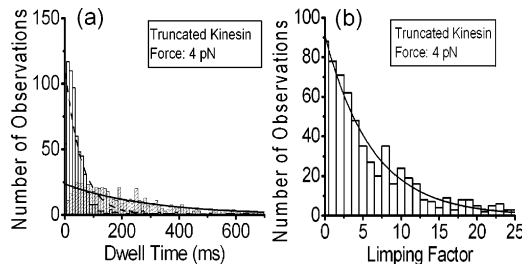 (a)
Truncated Kinesin
Force: 4 pN
Number of Observations
150
100
50
0
0 200 400 600
Dwell Time (ms)
(b)
Truncated Kinesin
Force: 4 pN
Number of Observations
100
80
60
40
20
0
0 5 10 15 20 25
Limping Factor